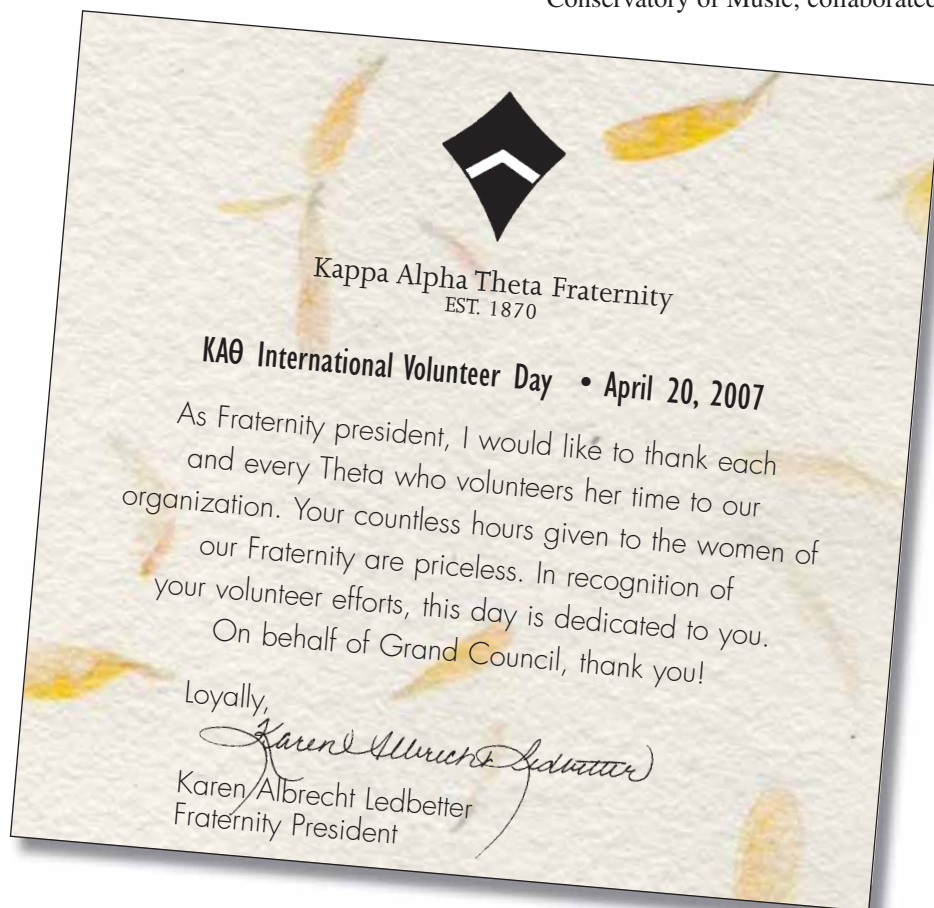 Conservatory of Music, collaborated
Kappa Alpha Theta Fraternity
EST. 1870
ΚΑθ International Volunteer Day • April 20, 2007
As Fraternity president, I would like to thank each
and every Theta who volunteers her time to our
organization. Your countless hours given to the women of
our Fraternity are priceless. In recognition of
your volunteer efforts, this day is dedicated to you.
On behalf of Grand Council, thank you!
Loyally,
Karen Albrecht Ledbetter
Karen Albrecht Ledbetter
Fraternity President